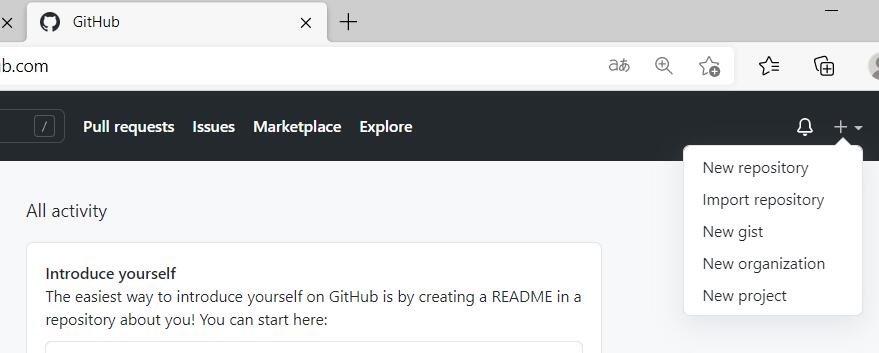 GitHub
b.com
aあ
/
Pull requests Issues Marketplace Explore
New repository
Import repository
New gist
New organization
New project
All activity
Introduce yourself
The easiest way to introduce yourself on GitHub is by creating a README in a
repository about you! You can start here: